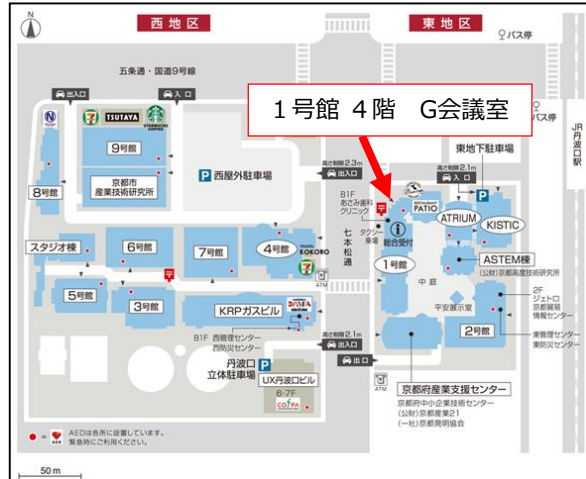 N
西地区
東地区
バス停
五条通・国道9号線
出入口
入口
1号館 4階 G会議室
バス停
JR丹波口駅
TSUTAYA
STARBUCKS COFFEE
9号館
京都市
産業技術研究所
8号館
P 西屋外駐車場
高さ制限2.3m
出入口
東地下駐車場
高さ制限2.1m
入口
P
B1F
あさみ歯科
クリニック
RESTAURANT
PATIO
ATRIUM
KISTIC
タクシー
乗場
総合受付
スタジオ棟
6号館
7号館
4号館
KOKORO
七本松通
1号館
ASTEM棟
(公財)京都高度技術研究所
ATM
中庭
5号館
3号館
KRPガスビル
平安展示室
2F
ジェトロ
京都貿易
情報センター
2号館
東管理センター
東防災センター
B1F 西管理センター
西防災センター
高さ制限2.1m
出入口
出口
丹波口
立体駐車場
P
UX丹波口ビル
6-7F
ATM
京都府産業支援センター
京都府中小企業技術センター
(公財)京都産業21
(一社)京都発明協会
= AED AEDは各所に設置しています。
緊急時にご利用ください。
50m